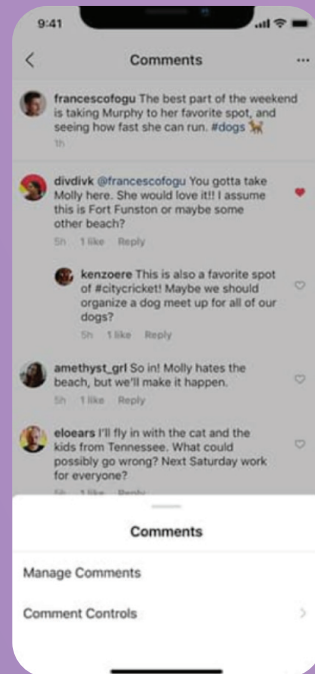 9:41
Comments
francescofogu The best part of the weekend
is taking Murphy to her favorite spot, and
seeing how fast she can run. #dogs 🐕
1h
divdivk @francescofogu You gotta take
Molly here. She would love it!! I assume
this is Fort Funston or maybe some
other beach?
5h 1 like Reply
kenzoere This is also a favorite spot
of #citycricket! Maybe we should
organize a dog meet up for all of our
dogs?
5h 1 like Reply
amethyst_grl So in! Molly hates the
beach, but we'll make it happen.
5h 1 like Reply
eloears I'll fly in with the cat and the
kids from Tennessee. What could
possibly go wrong? Next Saturday work
for everyone?
5h 1 like Reply
Comments
Manage Comments
Comment Controls